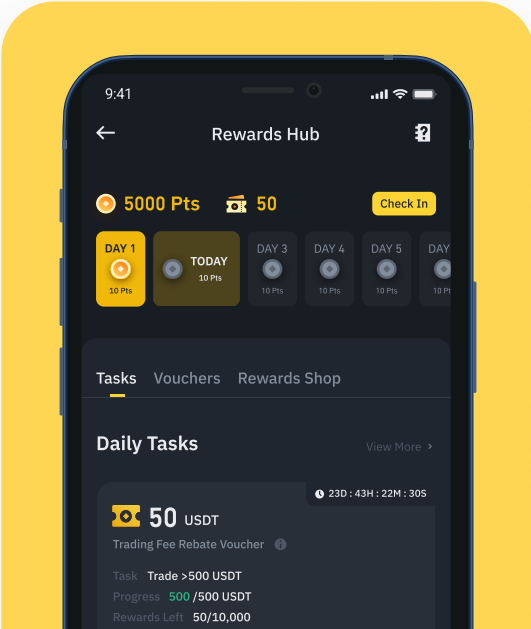 9:41
Rewards Hub
5000 Pts 50 Check In
DAY 1 TODAY DAY 3 DAY 4 DAY 5 DAY
10 Pts 10 Pts 10 Pts 10 Pts 10 Pts 10 Pt
Tasks Vouchers Rewards Shop
Daily Tasks View More >
23D : 43H : 22M : 30S
50 USDT
Trading Fee Rebate Voucher
Task Trade >500 USDT
Progress 500 /500 USDT
Rewards Left 50/10,000